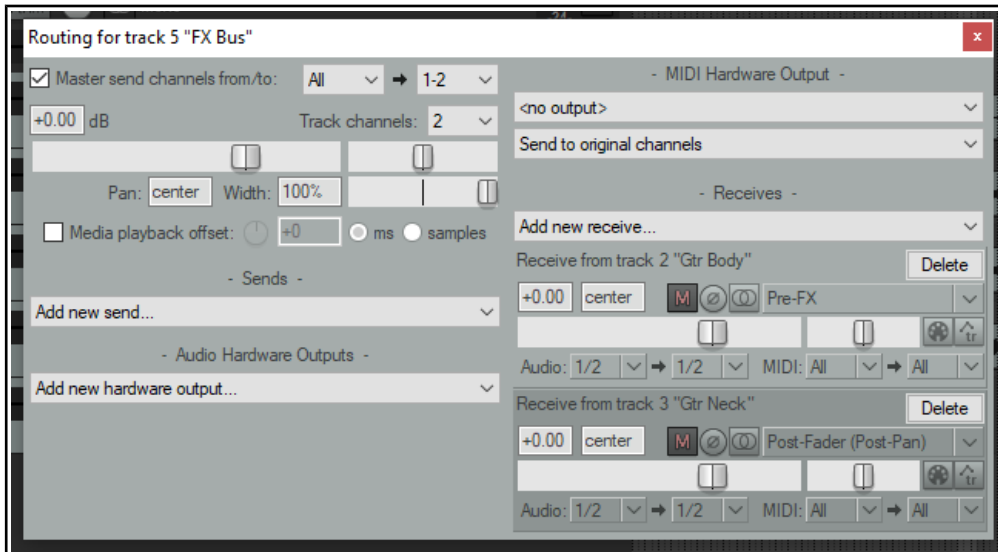 -24-
Routing for track 5 "FX Bus"
x
Master send channels from/to: All 1-2
+0.00 dB Track channels: 2
Pan: center Width: 100%
Media playback offset: +0 ms samples
- Sends -
Add new send...
- Audio Hardware Outputs -
Add new hardware output...
- MIDI Hardware Output -
<no output>
Send to original channels
- Receives -
Add new receive...
Receive from track 2 "Gtr Body" Delete
+0.00 center M Pre-FX
tr
Audio: 1/2 1/2 MIDI: All All
Receive from track 3 "Gtr Neck" Delete
+0.00 center M Post-Fader (Post-Pan)
tr
Audio: 1/2 1/2 MIDI: All All